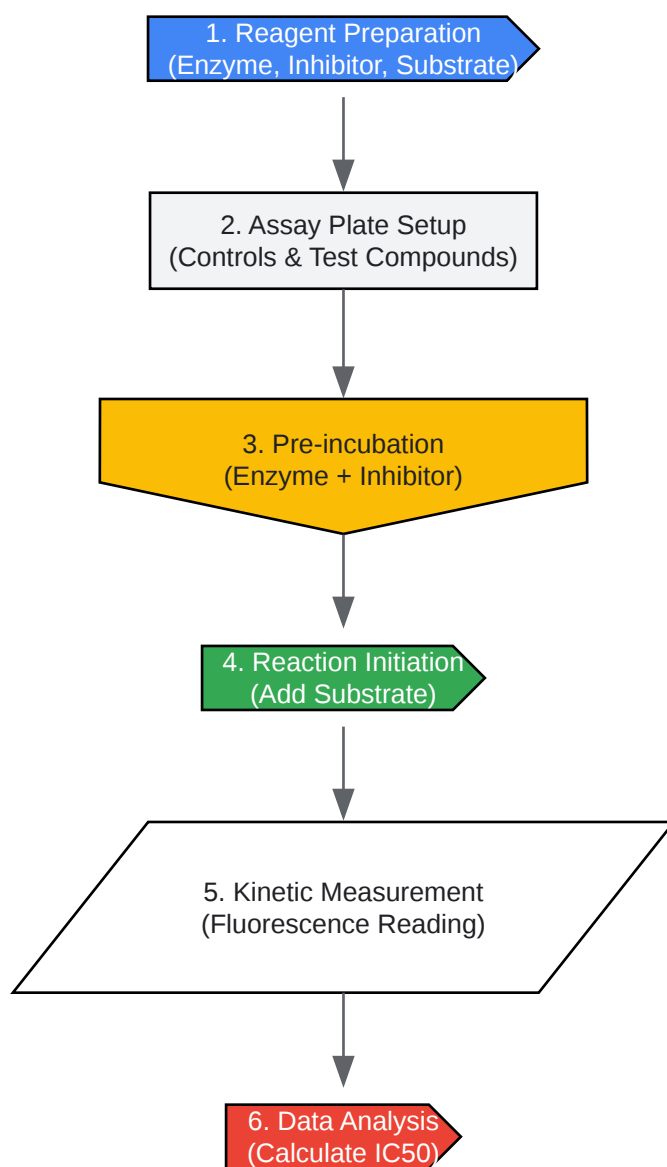 1. Reagent Preparation
(Enzyme, Inhibitor, Substrate)
2. Assay Plate Setup
(Controls & Test Compounds)
3. Pre-incubation
(Enzyme + Inhibitor)
4. Reaction Initiation
(Add Substrate)
5. Kinetic Measurement
(Fluorescence Reading)
6. Data Analysis
(Calculate IC50)